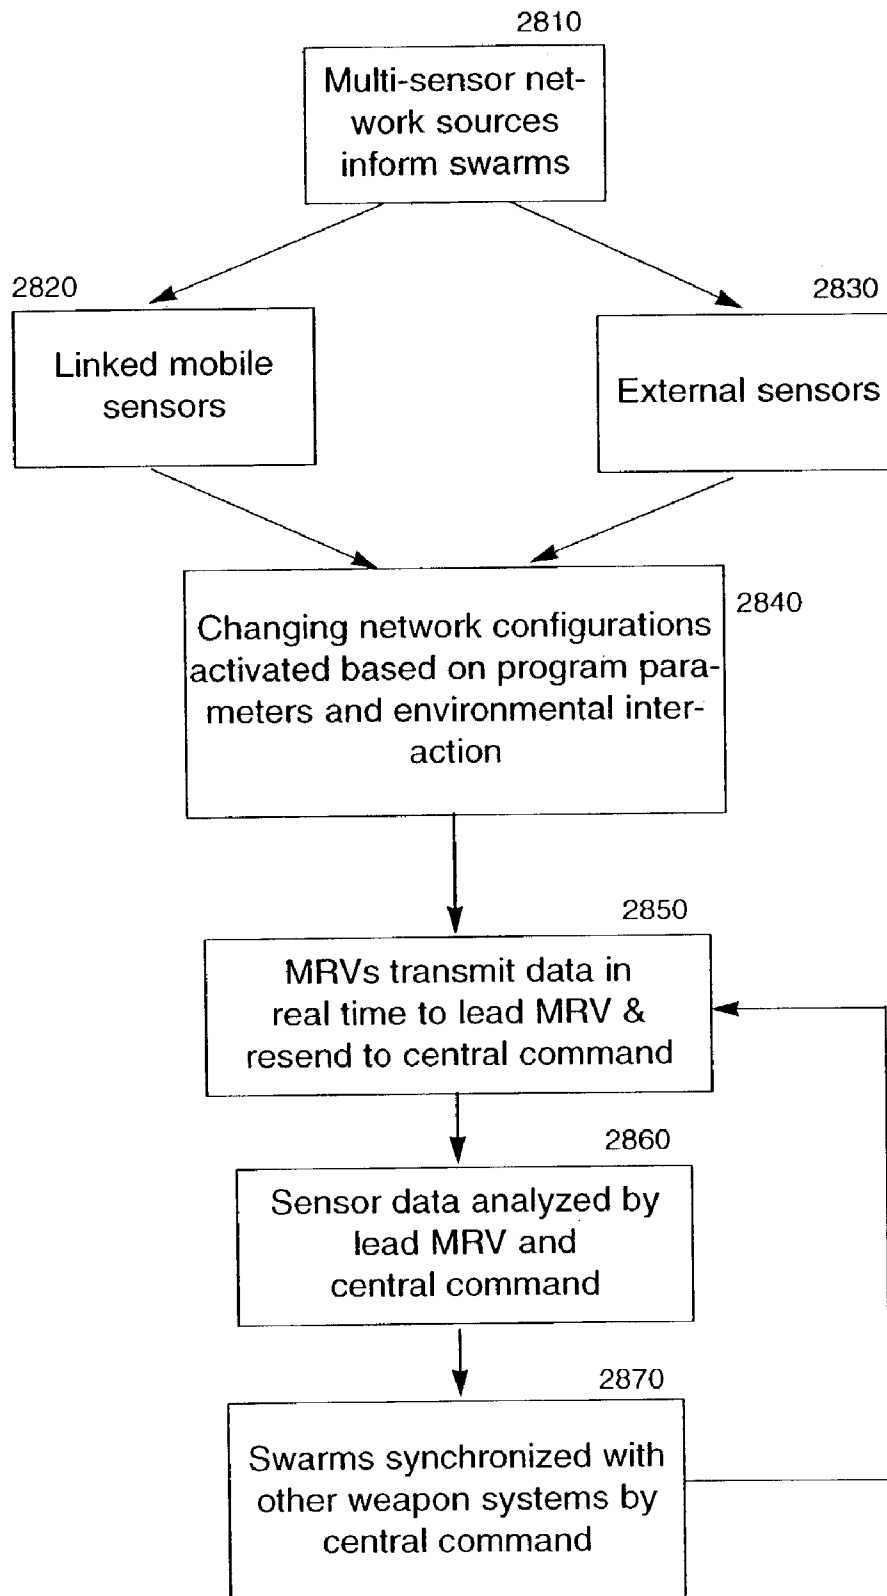 2810
Multi-sensor net-
work sources
inform swarms
2820
Linked mobile
sensors
2830
External sensors
2840
Changing network configurations
activated based on program para-
meters and environmental inter-
action
2850
MRVs transmit data in
real time to lead MRV &
resend to central command
2860
Sensor data analyzed by
lead MRV and
central command
2870
Swarms synchronized with
other weapon systems by
central command